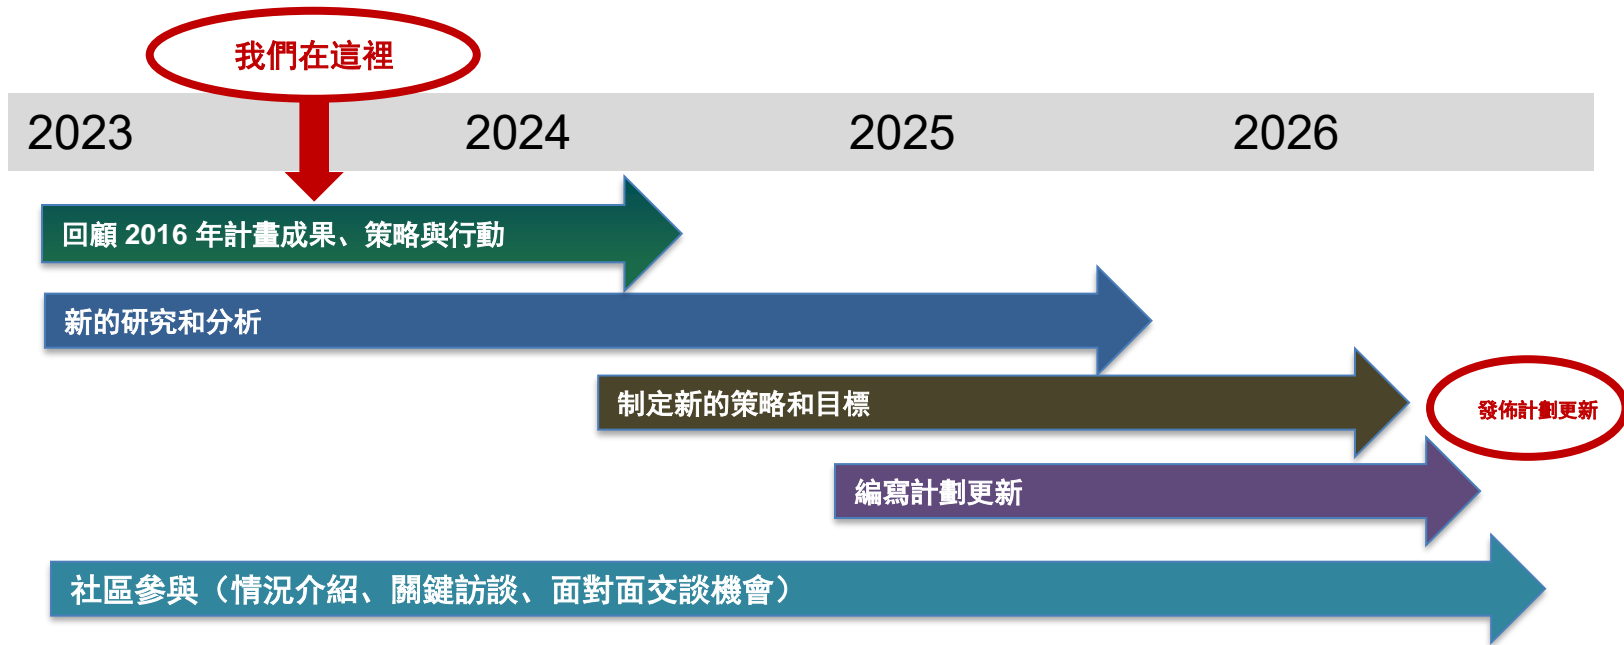 我們在這裡
2023 2024 2025 2026
回顧 2016 年計畫成果、策略與行動
新的研究和分析
制定新的策略和目標
發佈計劃更新
編寫計劃更新
社區參與（情況介紹、關鍵訪談、面對面交談機會）